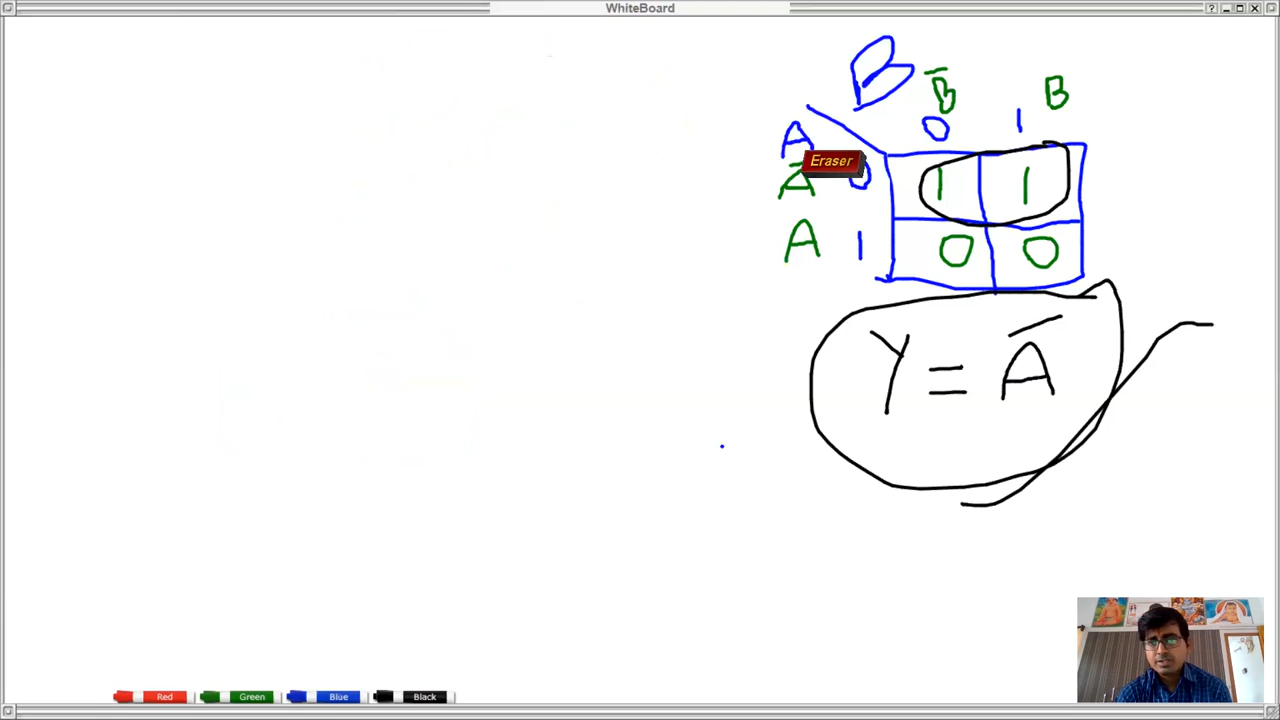 WhiteBoard
B
B̅ B
0 1
A
Eraser
A̅ 0 1 1
A 1 0 0
Y = A̅
Red Green Blue Black